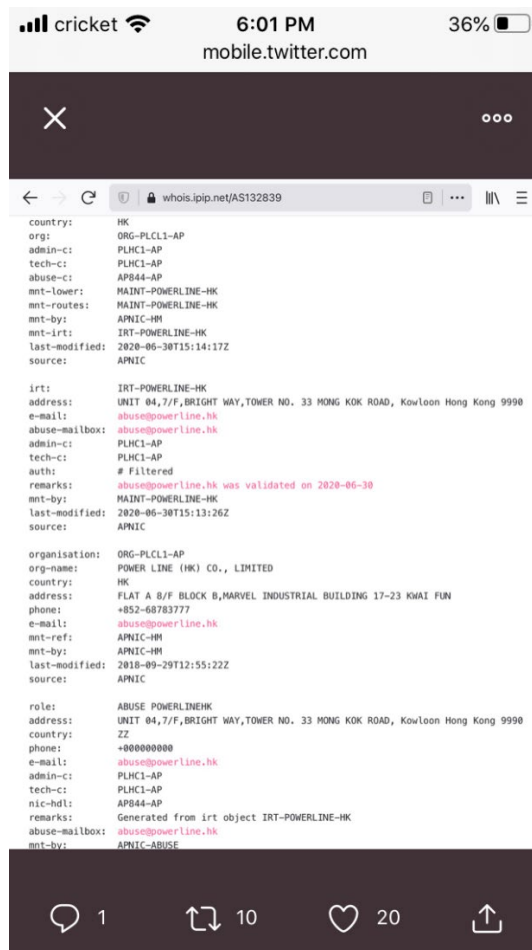 cricket 6:01 PM 36%
mobile.twitter.com
whois.ipip.net/AS132839
country: HK
org: ORG-PLCL1-AP
admin-c: PLHC1-AP
tech-c: PLHC1-AP
abuse-c: AP844-AP
mnt-lower: MAINT-POWERLINE-HK
mnt-routes: MAINT-POWERLINE-HK
mnt-by: APNIC-HM
mnt-irt: IRT-POWERLINE-HK
last-modified: 2020-06-30T15:14:17Z
source: APNIC
irt: IRT-POWERLINE-HK
address: UNIT 04,7/F,BRIGHT WAY,TOWER NO. 33 MONG KOK ROAD, Kowloon Hong Kong 9990
e-mail: abuse@powerline.hk
abuse-mailbox: abuse@powerline.hk
admin-c: PLHC1-AP
tech-c: PLHC1-AP
auth: # Filtered
remarks: abuse@powerline.hk was validated on 2020-06-30
mnt-by: MAINT-POWERLINE-HK
last-modified: 2020-06-30T15:13:26Z
source: APNIC
organisation: ORG-PLCL1-AP
org-name: POWER LINE (HK) CO., LIMITED
country: HK
address: FLAT A 8/F BLOCK B,MARVEL INDUSTRIAL BUILDING 17-23 KWAI FUN
phone: +852-68783777
e-mail: abuse@powerline.hk
mnt-ref: APNIC-HM
mnt-by: APNIC-HM
last-modified: 2018-09-29T12:55:22Z
source: APNIC
role: ABUSE POWERLINEHK
address: UNIT 04,7/F,BRIGHT WAY,TOWER NO. 33 MONG KOK ROAD, Kowloon Hong Kong 9990
country: ZZ
phone: +000000000
e-mail: abuse@powerline.hk
admin-c: PLHC1-AP
tech-c: PLHC1-AP
nic-hdl: AP844-AP
remarks: Generated from irt object IRT-POWERLINE-HK
abuse-mailbox: abuse@powerline.hk
mnt-by: APNIC-ABUSE
1 10 20